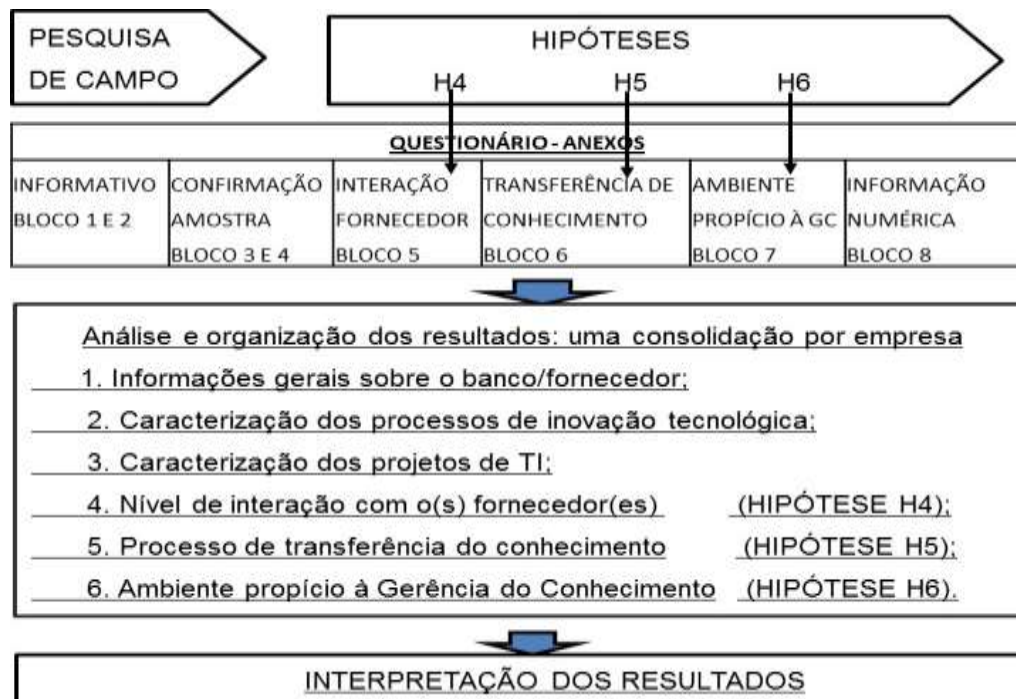 PESQUISA
DE CAMPO
HIPÓTESES
H4 H5 H6
QUESTIONÁRIO - ANEXOS
INFORMATIVO
BLOCO 1 E 2
CONFIRMAÇÃO
AMOSTRA
BLOCO 3 E 4
INTERAÇÃO
FORNECEDOR
BLOCO 5
TRANSFERÊNCIA DE
CONHECIMENTO
BLOCO 6
AMBIENTE
PROPÍCIO À GC
BLOCO 7
INFORMAÇÃO
NUMÉRICA
BLOCO 8
Análise e organização dos resultados: uma consolidação por empresa
1. Informações gerais sobre o banco/fornecedor;
2. Caracterização dos processos de inovação tecnológica;
3. Caracterização dos projetos de TI;
4. Nível de interação com o(s) fornecedor(es) (HIPÓTESE H4);
5. Processo de transferência do conhecimento (HIPÓTESE H5);
6. Ambiente propício à Gerência do Conhecimento (HIPÓTESE H6).
INTERPRETAÇÃO DOS RESULTADOS